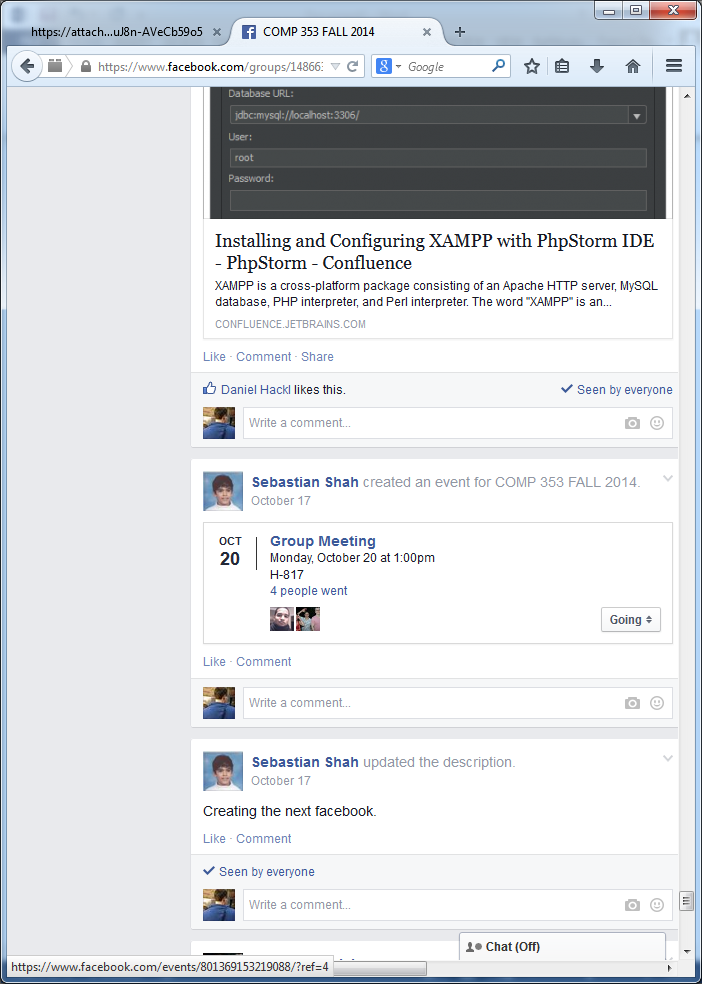 https://attach...uJ8n-AVeCb59o5
COMP 353 FALL 2014
https://www.facebook.com/groups/14866
Google
Database URL:
jdbc:mysql://localhost:3306/
User:
root
Password:
Installing and Configuring XAMPP with PhpStorm IDE
- PhpStorm - Confluence
XAMPP is a cross-platform package consisting of an Apache HTTP server, MySQL
database, PHP interpreter, and Perl interpreter. The word "XAMPP" is an...
CONFLUENCE.JETBRAINS.COM
Like · Comment · Share
Daniel Hackl likes this.
Seen by everyone
Write a comment...
Sebastian Shah created an event for COMP 353 FALL 2014.
October 17
OCT
20
Group Meeting
Monday, October 20 at 1:00pm
H-817
4 people went
Going
Like · Comment
Write a comment...
Sebastian Shah updated the description.
October 17
Creating the next facebook.
Like · Comment
Seen by everyone
Write a comment...
Chat (Off)
https://www.facebook.com/events/801369153219088/?ref=4